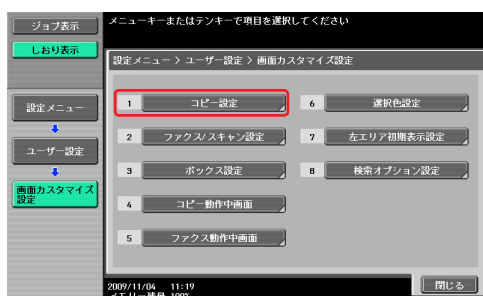 ジョブ表示
メニューキーまたはテンキーで項目を選択してください
しおり表示
設定メニュー > ユーザー設定 > 画面カスタマイズ設定
設定メニュー
ユーザー設定
画面カスタマイズ
設定
1 コピー設定
2 ファクス/スキャン設定
3 ボックス設定
4 コピー動作中画面
5 ファクス動作中画面
6 選択色設定
7 左エリア初期表示設定
8 検索オプション設定
2009/11/04 11:19
メモリー残量 100%
閉じる